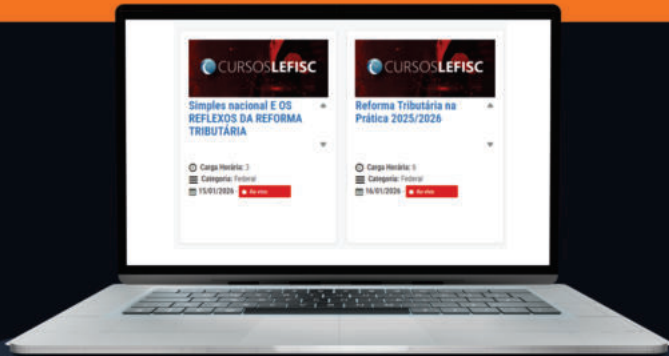 CURSOSLEFISC
Simples nacional E OS
REFLEXOS DA REFORMA
TRIBUTÁRIA
Carga Horária: 3
Categoria: Federal
15/01/2026 - Ao vivo
CURSOSLEFISC
Reforma Tributária na
Prática 2025/2026
Carga Horária: 6
Categoria: Federal
16/01/2026 - Ao vivo